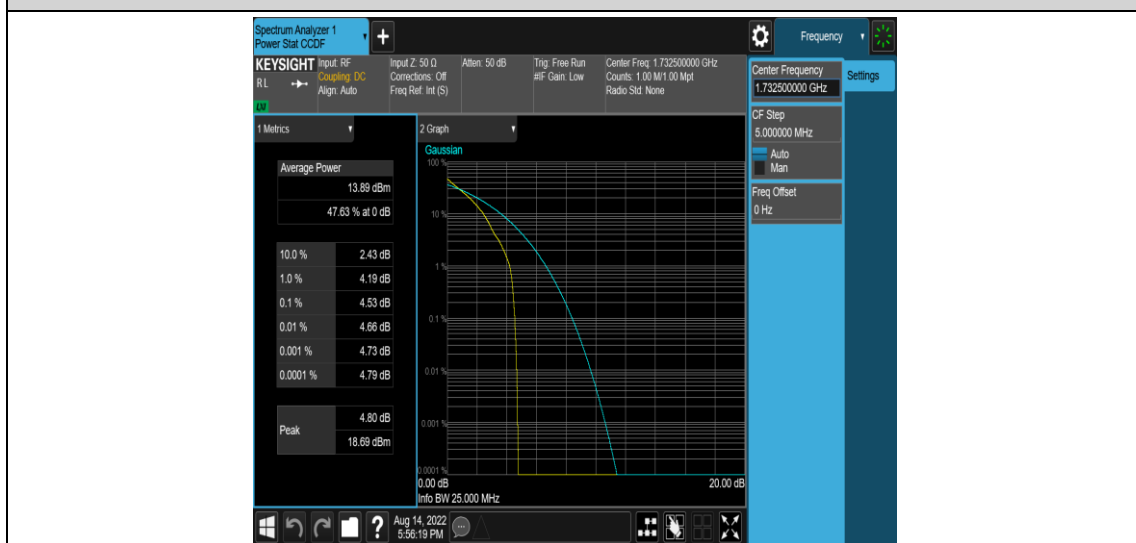 Spectrum Analyzer 1
Power Stat CCDF
+
Frequency
KEYSIGHT
RL
Input: RF
Coupling: DC
Align: Auto
Input Z: 50 Ω
Corrections: Off
Freq Ref: Int (S)
Atten: 50 dB
Trig: Free Run
#IF Gain: Low
Center Freq: 1.732500000 GHz
Counts: 1.00 M/1.00 Mpt
Radio Std: None
Center Frequency
1.732500000 GHz
Settings
CF Step
5.000000 MHz
Auto
Man
Freq Offset
0 Hz
1 Metrics
Average Power
13.89 dBm
47.63 % at 0 dB
10.0 % 2.43 dB
1.0 % 4.19 dB
0.1 % 4.53 dB
0.01 % 4.66 dB
0.001 % 4.73 dB
0.0001 % 4.79 dB
Peak
4.80 dB
18.69 dBm
2 Graph
Gaussian
100 %
10 %
1 %
0.1 %
0.01 %
0.001 %
0.0001 %
0.00 dB 20.00 dB
Info BW 25.000 MHz
?
Aug 14, 2022
5:56:19 PM